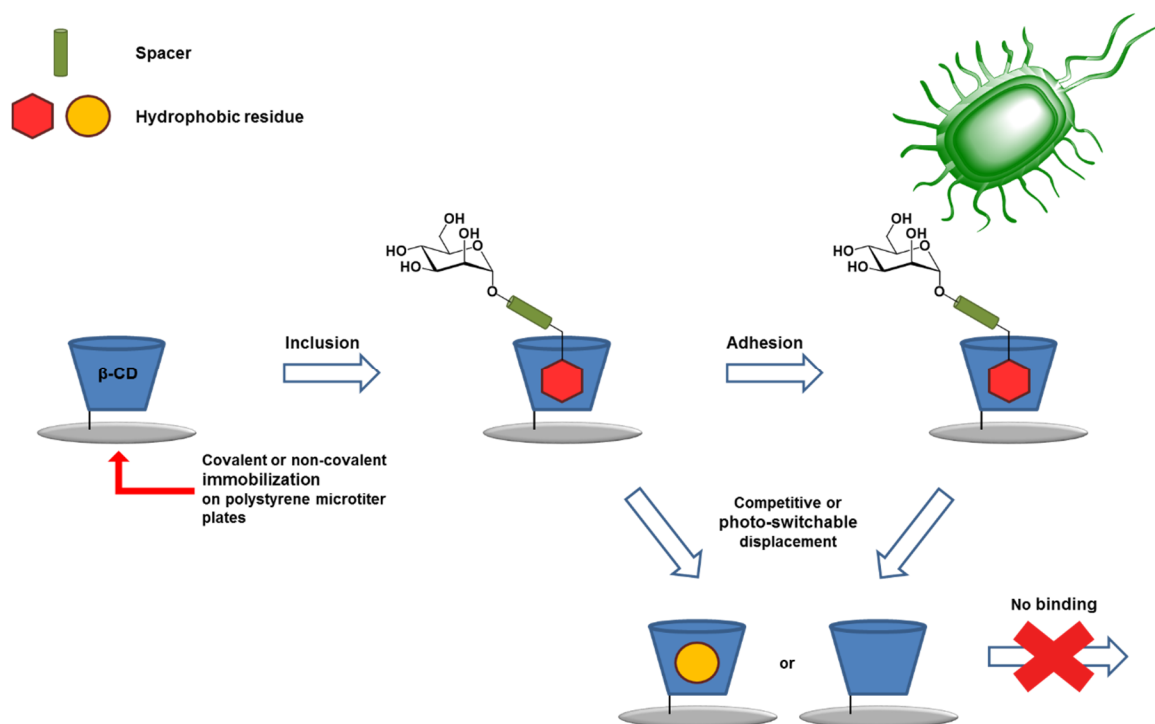 Spacer
Hydrophobic residue
OH
OH
HO
O
HO
O
OH
OH
HO
O
HO
O
β-CD
Inclusion
Adhesion
Covalent or non-covalent
immobilization
on polystyrene microtiter
plates
Competitive or
photo-switchable
displacement
No binding
or